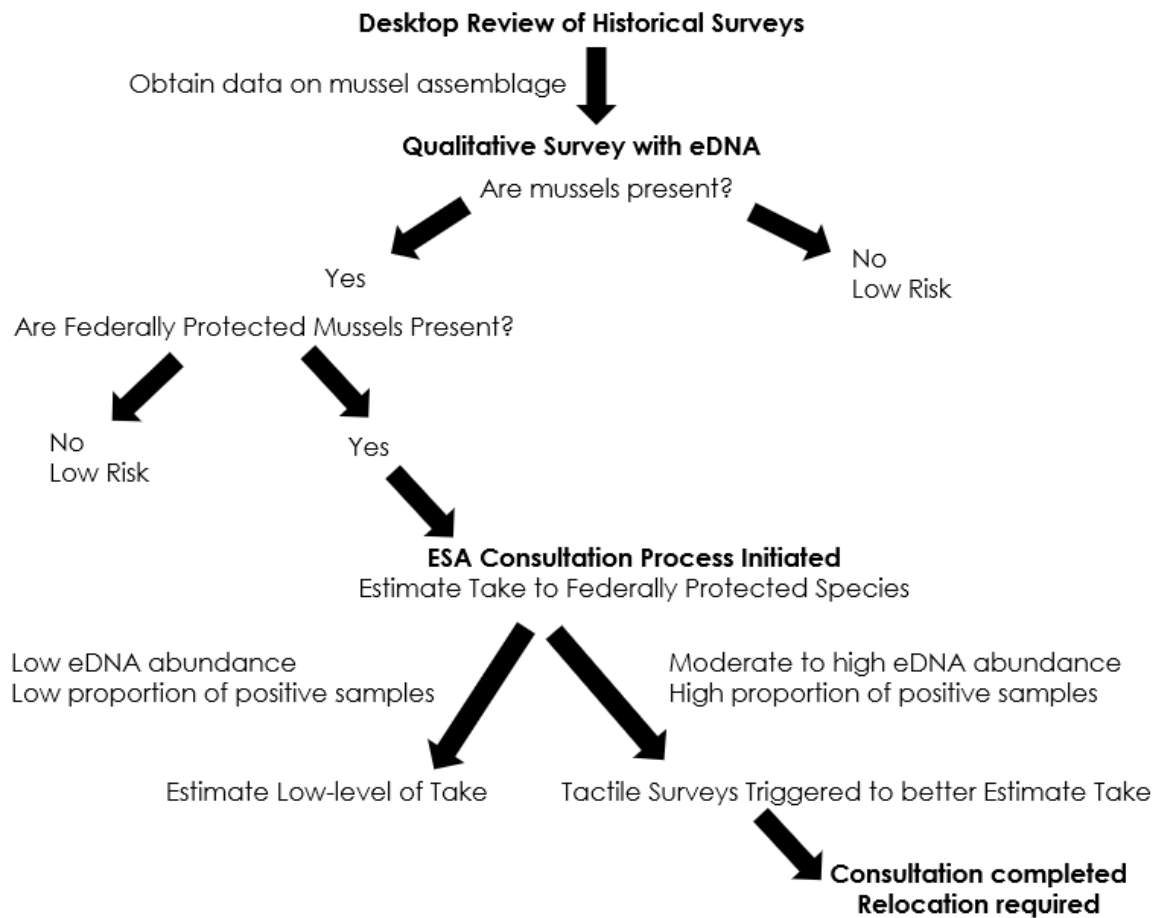 Desktop Review of Historical Surveys
Obtain data on mussel assemblage
Qualitative Survey with eDNA
Are mussels present?
No
Low Risk
Yes
Are Federally Protected Mussels Present?
No
Low Risk
Yes
ESA Consultation Process Initiated
Estimate Take to Federally Protected Species
Low eDNA abundance
Low proportion of positive samples
Moderate to high eDNA abundance
High proportion of positive samples
Estimate Low-level of Take
Tactile Surveys Triggered to better Estimate Take
Consultation completed
Relocation required